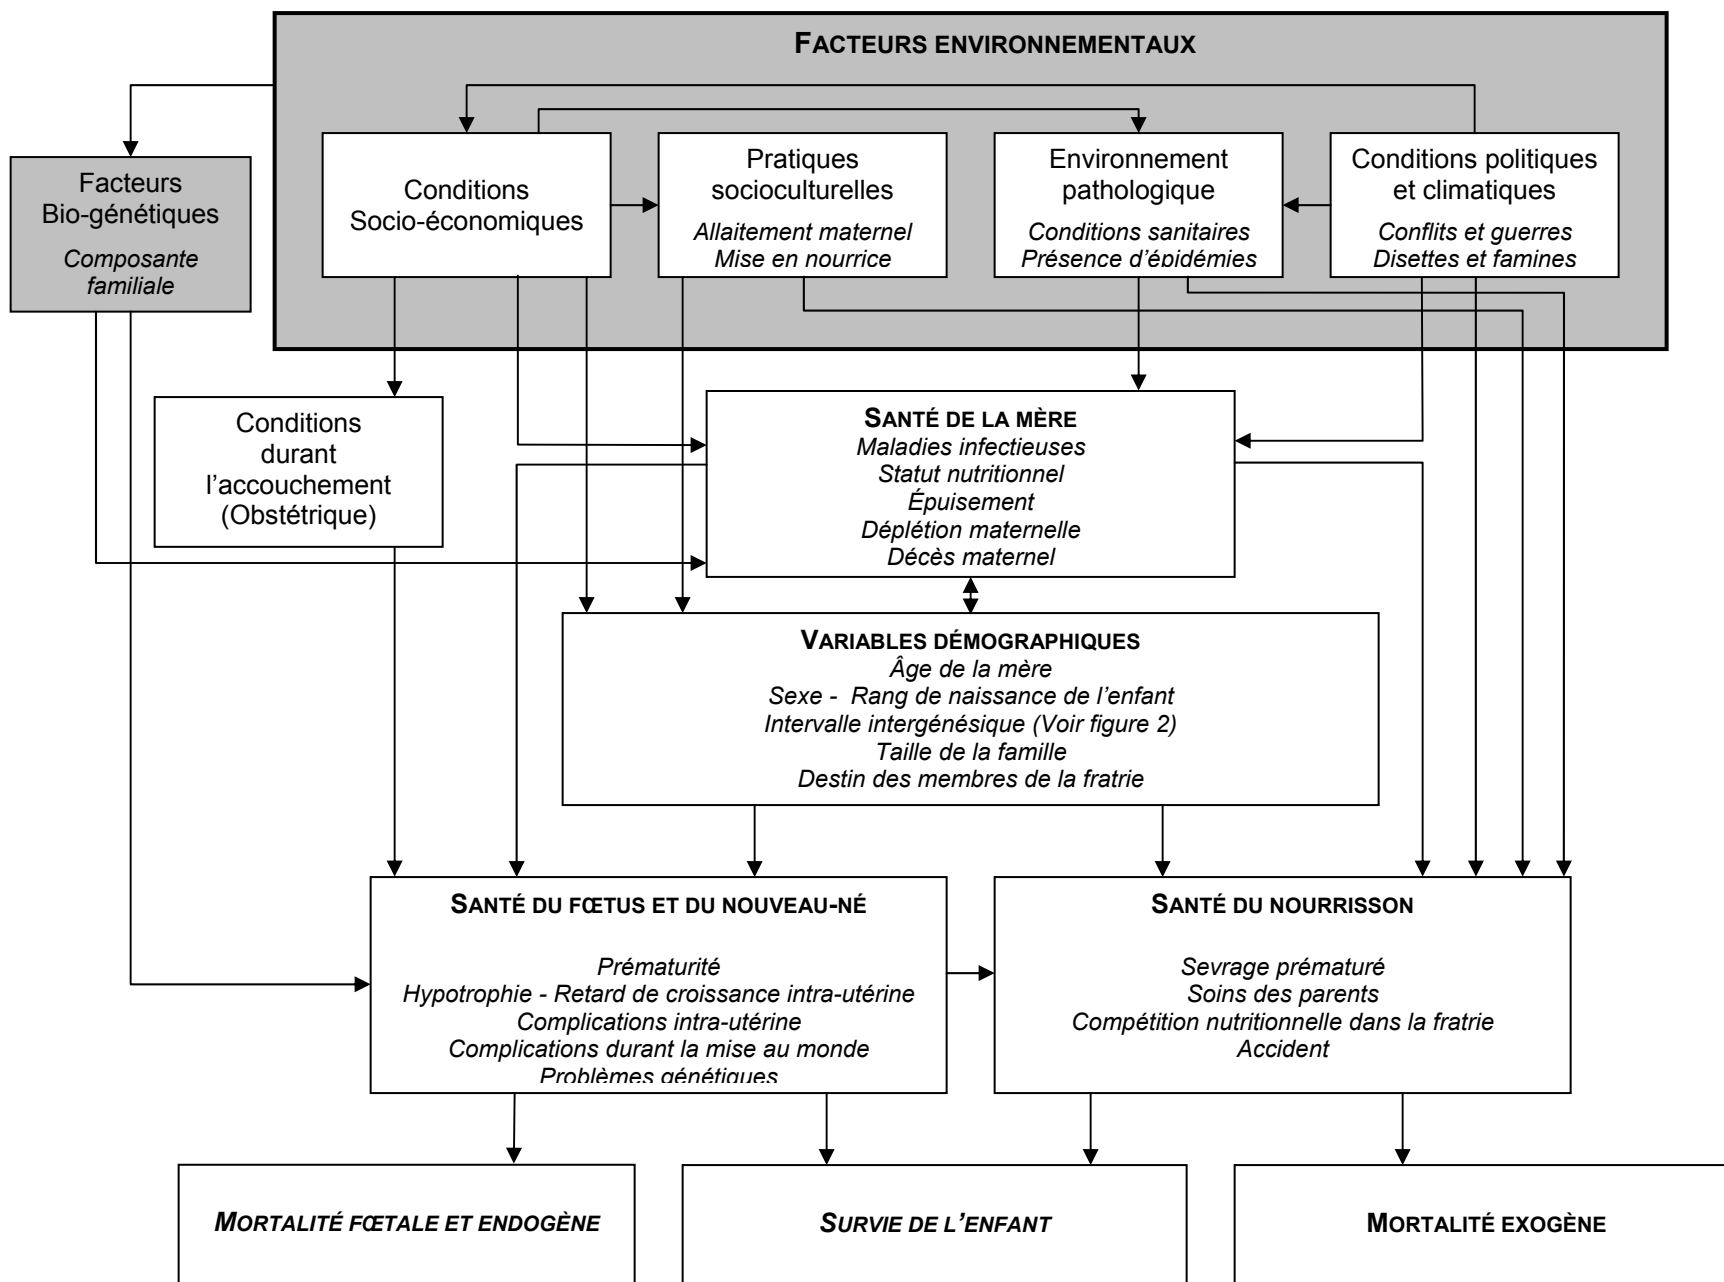 FACTEURS ENVIRONNEMENTAUX
Facteurs
Bio-génétiques
Composante
familiale
Conditions
Socio-économiques
Pratiques
socioculturelles
Allaitement maternel
Mise en nourrice
Environnement
pathologique
Conditions sanitaires
Présence d'épidémies
Conditions politiques
et climatiques
Conflits et guerres
Disettes et famines
Conditions
durant
l'accouchement
(Obstétrique)
SANTÉ DE LA MÈRE
Maladies infectieuses
Statut nutritionnel
Épuisement
Déplétion maternelle
Décès maternel
VARIABLES DÉMOGRAPHIQUES
Âge de la mère
Sexe - Rang de naissance de l'enfant
Intervalle intergénésique (Voir figure 2)
Taille de la famille
Destin des membres de la fratrie
SANTÉ DU FŒTUS ET DU NOUVEAU-NÉ
Prématurité
Hypotrophie - Retard de croissance intra-utérine
Complications intra-utérine
Complications durant la mise au monde
Problèmes génétiques
SANTÉ DU NOURRISSON
Sevrage prématuré
Soins des parents
Compétition nutritionnelle dans la fratrie
Accident
MORTALITÉ FŒTALE ET ENDOGÈNE
SURVIE DE L'ENFANT
MORTALITÉ EXOGÈNE